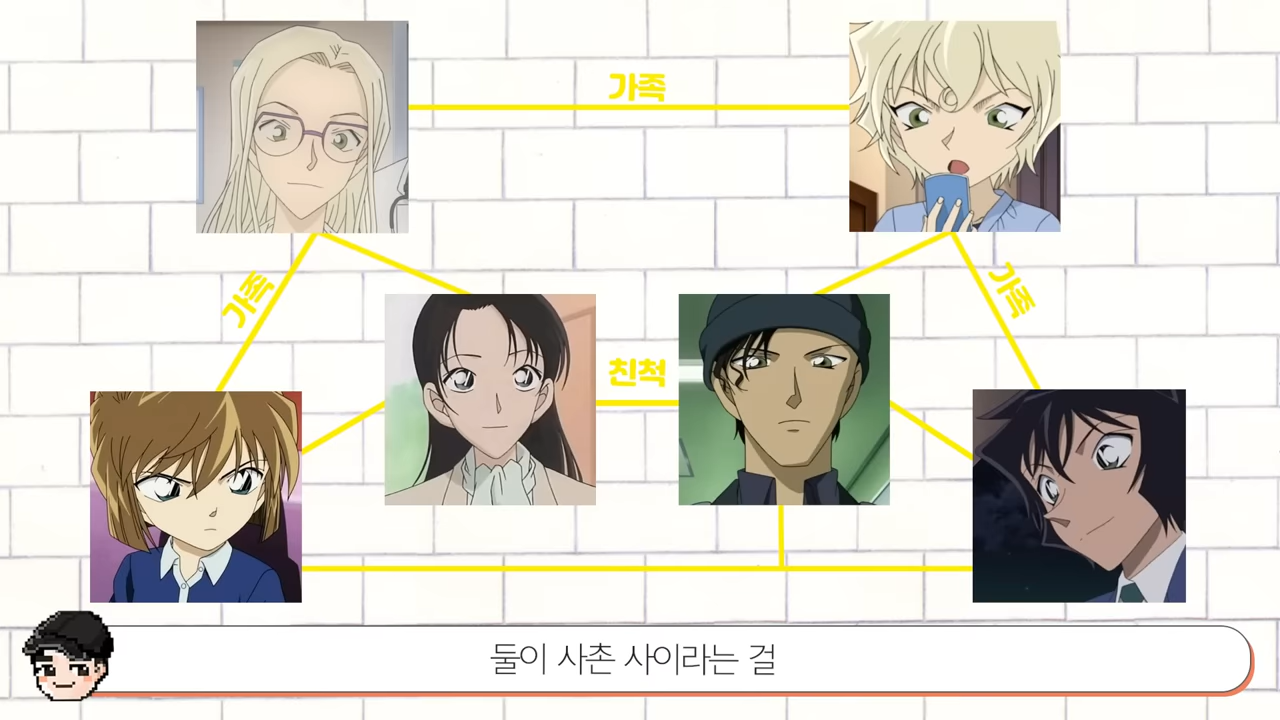 가족
가족
가족
친척
둘이 사촌 사이라는 걸